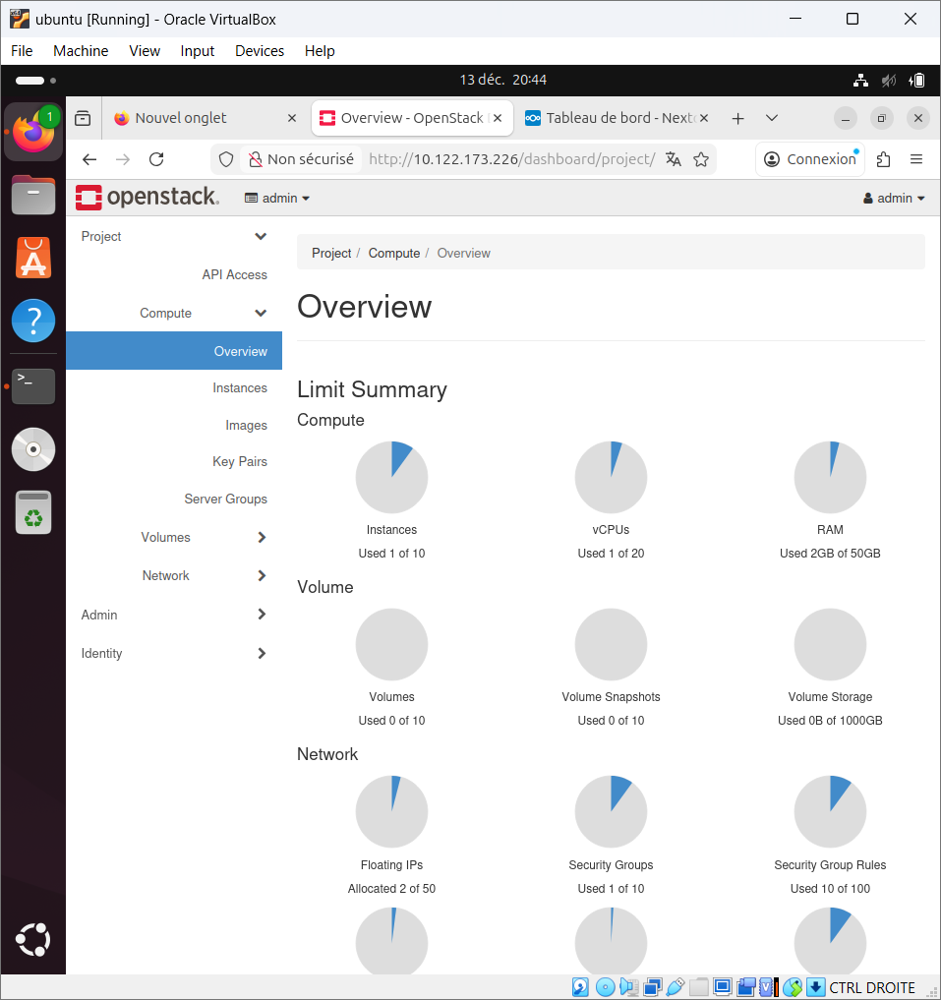 ubuntu [Running] - Oracle VirtualBox
File Machine View Input Devices Help
13 déc. 20:44
1
Nouvel onglet
Overview - OpenStack
Tableau de bord - Nextc
Non sécurisé
http://10.122.173.226/dashboard/project/
Connexion
openstack.
admin
admin
Project
API Access
Compute
Overview
Instances
Images
Key Pairs
Server Groups
Volumes
Network
Admin
Identity
Project / Compute / Overview
Overview
Limit Summary
Compute
Instances
Used 1 of 10
vCPUs
Used 1 of 20
RAM
Used 2GB of 50GB
Volume
Volumes
Used 0 of 10
Volume Snapshots
Used 0 of 10
Volume Storage
Used 0B of 1000GB
Network
Floating IPs
Allocated 2 of 50
Security Groups
Used 1 of 10
Security Group Rules
Used 10 of 100
CTRL DROITE